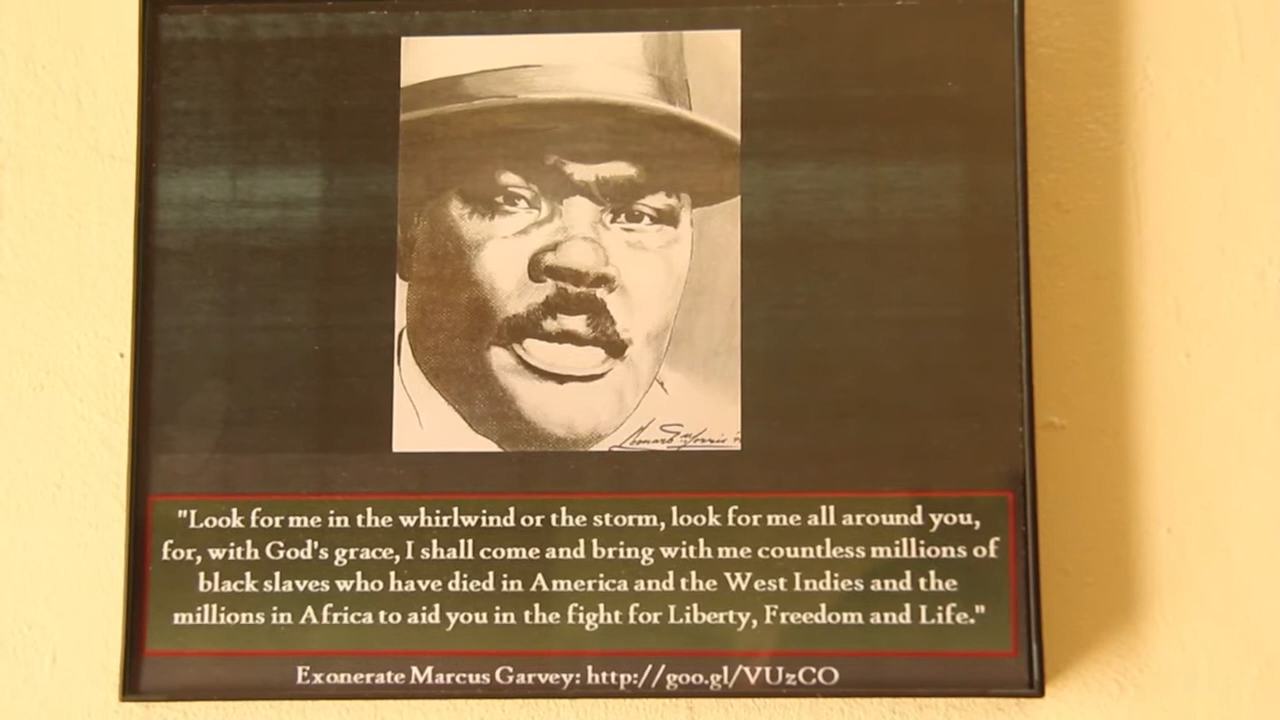 Leonard Morris
"Look for me in the whirlwind or the storm, look for me all around you,
for, with God's grace, I shall come and bring with me countless millions of
black slaves who have died in America and the West Indies and the
millions in Africa to aid you in the fight for Liberty, Freedom and Life."
Exonerate Marcus Garvey: http://goo.gl/VUzCO